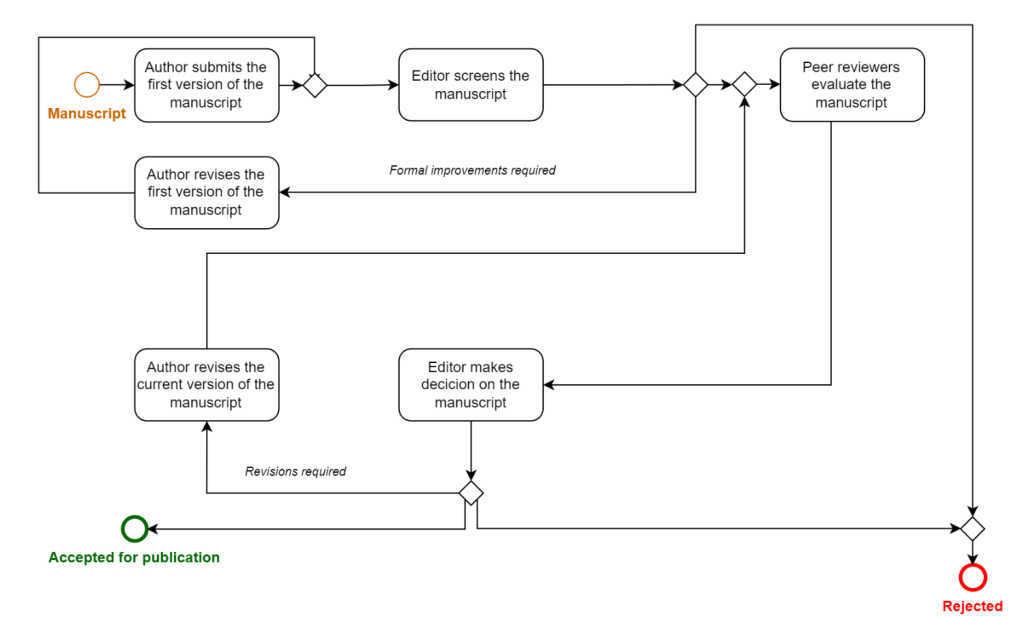 Author submits the
first version of the
manuscript
Editor screens the
manuscript
Peer reviewers
evaluate the
manuscript
Manuscript
Author revises the
first version of the
manuscript
Formal improvements required
Author revises the
current version of the
manuscript
Editor makes
decicion on the
manuscript
Revisions required
Accepted for publication
Rejected